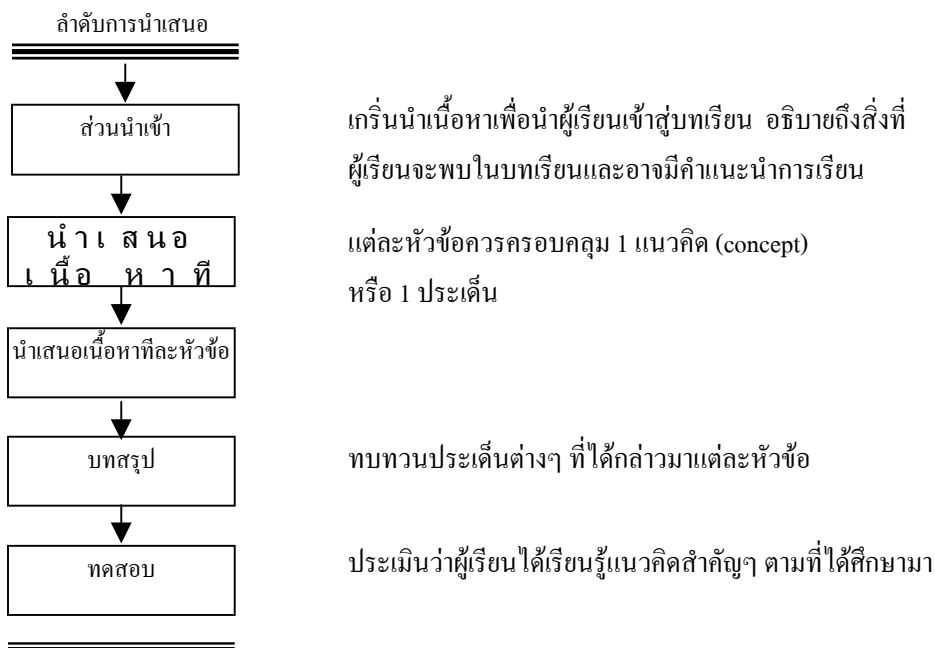 ลำดับการนำเสนอ
ส่วนนำเข้า
เกริ่นนำเนื้อหาเพื่อนำผู้เรียนเข้าสู่บทเรียน อธิบายถึงสิ่งที่
ผู้เรียนจะพบในบทเรียนและอาจมีคำแนะนำการเรียน
นำเสนอ
เนื้อหาที
แต่ละหัวข้อควรครอบคลุม 1 แนวคิด (concept)
หรือ 1 ประเด็น
นำเสนอเนื้อหาทีละหัวข้อ
บทสรุป
ทบทวนประเด็นต่างๆ ที่ได้กล่าวมาแต่ละหัวข้อ
ทดสอบ
ประเมินว่าผู้เรียนได้เรียนรู้แนวคิดสำคัญๆ ตามที่ได้ศึกษามา